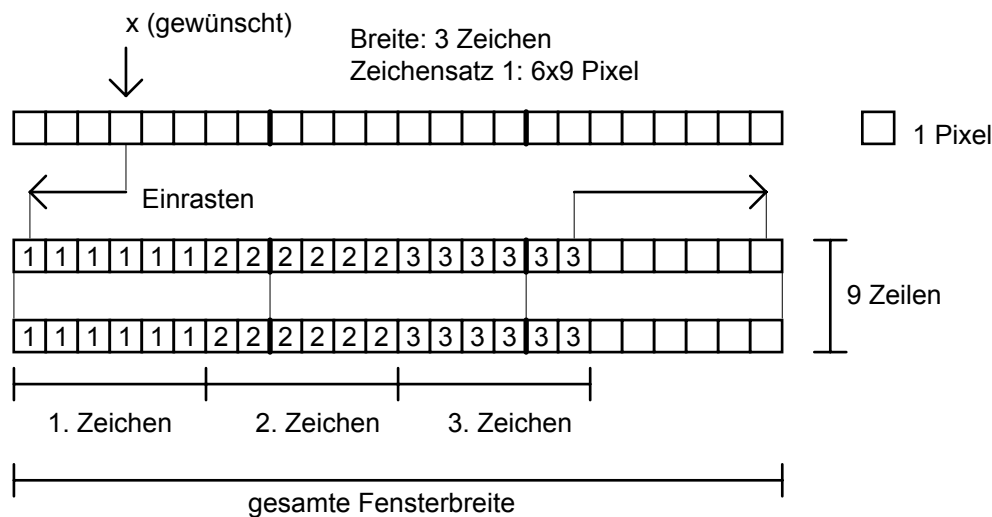 x (gewünscht)
Breite: 3 Zeichen
Zeichensatz 1: 6x9 Pixel
1 Pixel
Einrasten
1 1 1 1 1 1 2 2 2 2 2 2 3 3 3 3 3 3
9 Zeilen
1 1 1 1 1 1 2 2 2 2 2 2 3 3 3 3 3 3
1. Zeichen 2. Zeichen 3. Zeichen
gesamte Fensterbreite